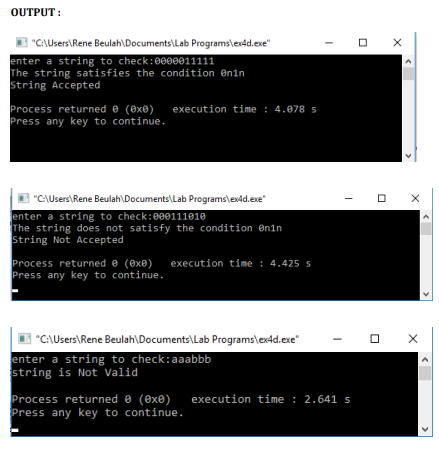 OUTPUT :
"C:\Users\Rene Beulah\Documents\Lab Programs\ex4d.exe"
enter a string to check:0000011111
The string satisfies the condition 0n1n
String Accepted
Process returned 0 (0x0)   execution time : 4.078 s
Press any key to continue.
"C:\Users\Rene Beulah\Documents\Lab Programs\ex4d.exe"
enter a string to check:000111010
The string does not satisfy the condition 0n1n
String Not Accepted
Process returned 0 (0x0)   execution time : 4.425 s
Press any key to continue.
"C:\Users\Rene Beulah\Documents\Lab Programs\ex4d.exe"
enter a string to check:aaabbb
string is Not Valid
Process returned 0 (0x0)   execution time : 2.641 s
Press any key to continue.